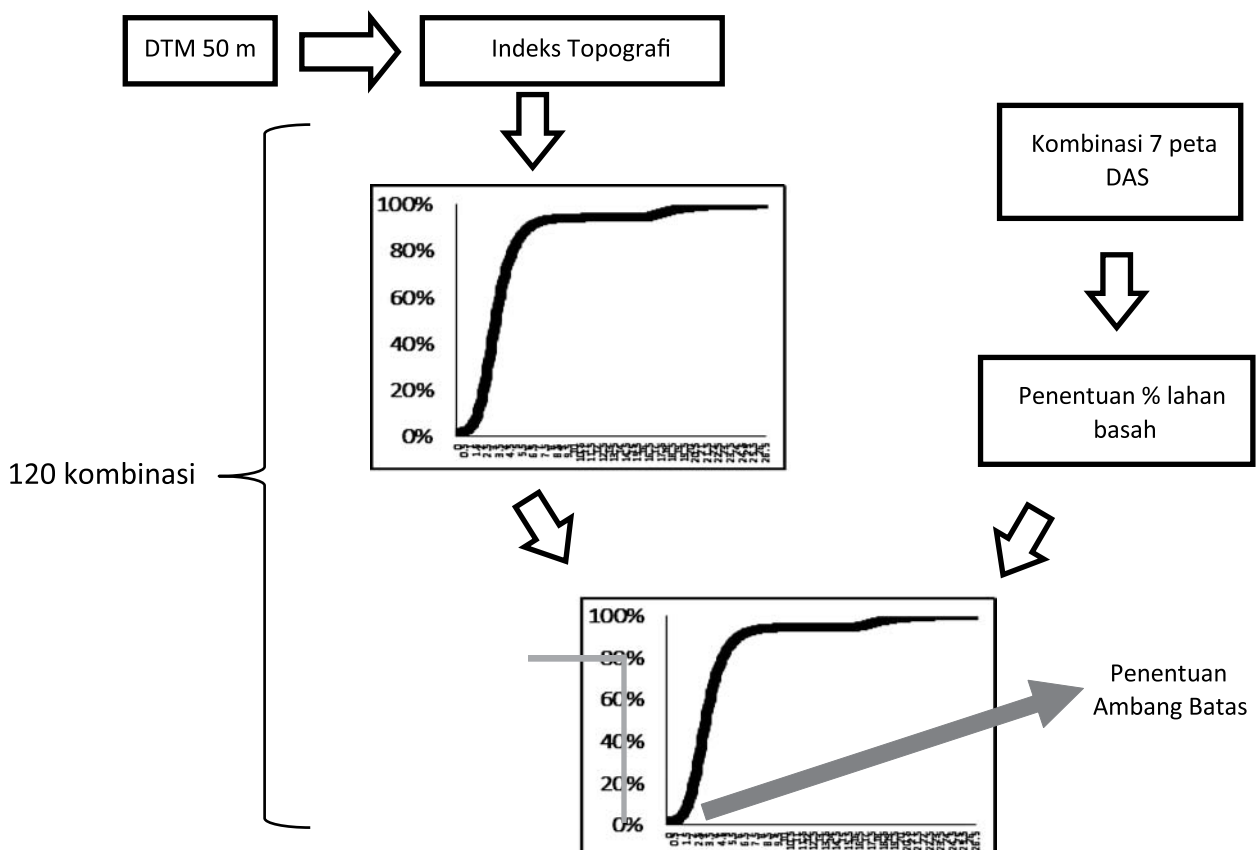 DTM 50 m
Indeks Topografi
Kombinasi 7 peta
DAS
100%
80%
60%
40%
20%
0%
Penentuan % lahan
basah
120 kombinasi
100%
80%
60%
40%
20%
0%
Penentuan
Ambang Batas